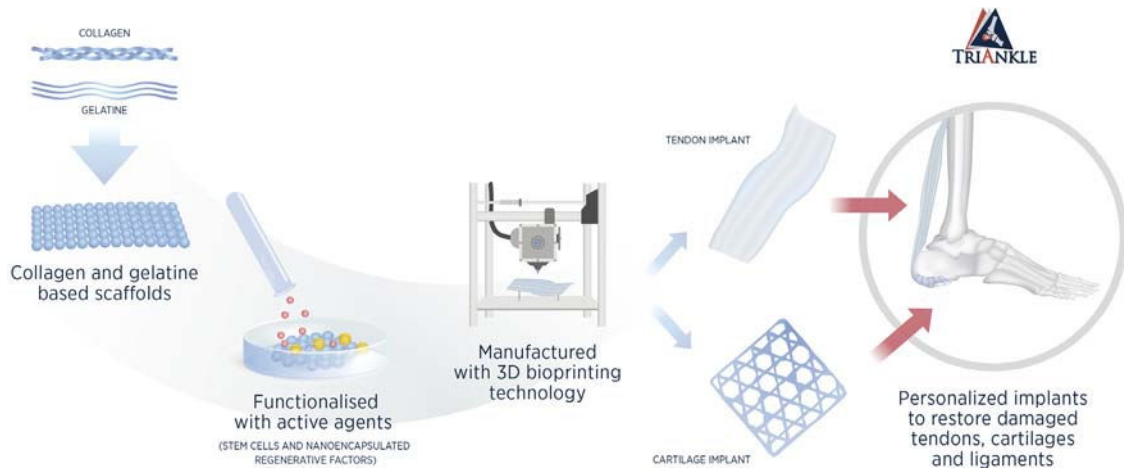 COLLAGEN
GELATINE
Collagen and gelatine
based scaffolds
Functionalised
with active agents
(STEM CELLS AND NANOENCAPSULATED
REGENERATIVE FACTORS)
Manufactured
with 3D bioprinting
technology
TENDON IMPLANT
CARTILAGE IMPLANT
TRIANKLE
Personalized implants
to restore damaged
tendons, cartilages
and ligaments